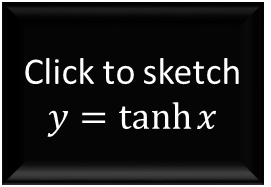 Click to sketch
y = tanh x